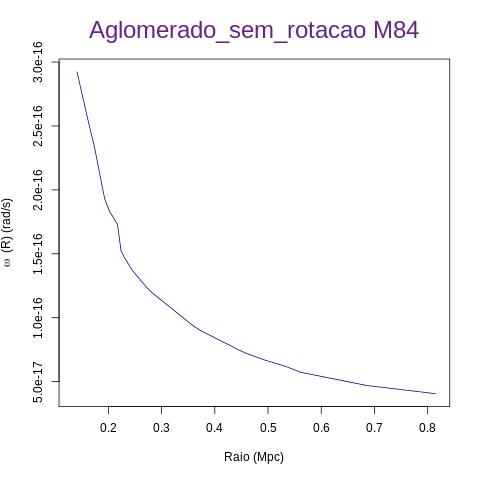 Aglomerado_sem_rotacao M84
ω (R) (rad/s)
3.0e-16
2.5e-16
2.0e-16
1.5e-16
1.0e-16
5.0e-17
0.2 0.3 0.4 0.5 0.6 0.7 0.8
Raio (Mpc)